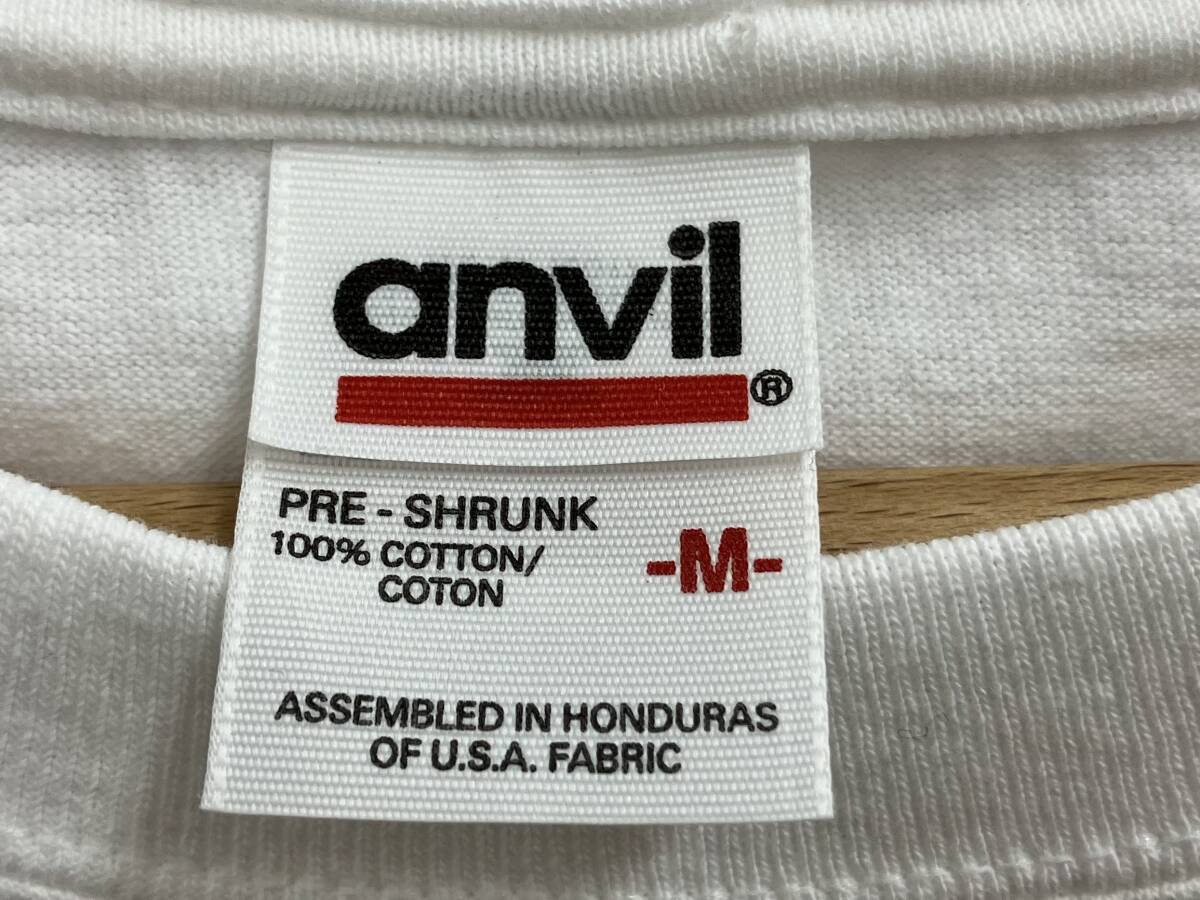 anvil®
PRE - SHRUNK
100% COTTON/
COTON
-M-
ASSEMBLED IN HONDURAS
OF U.S.A. FABRIC